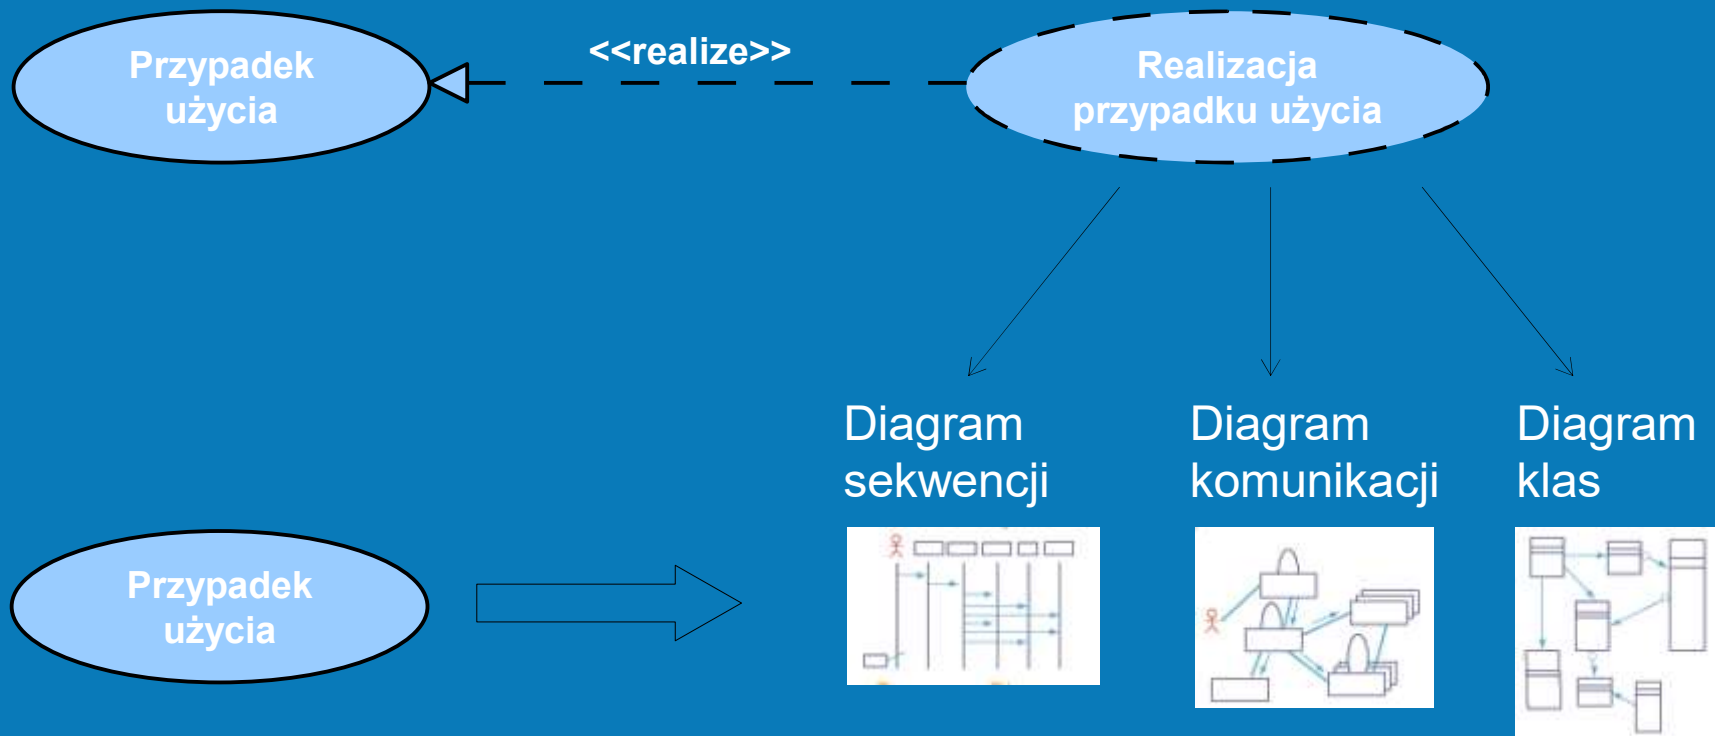 Przypadek
użycia
<<realize>>
Realizacja
przypadku użycia
Diagram
sekwencji
Diagram
komunikacji
Diagram
klas
Przypadek
użycia